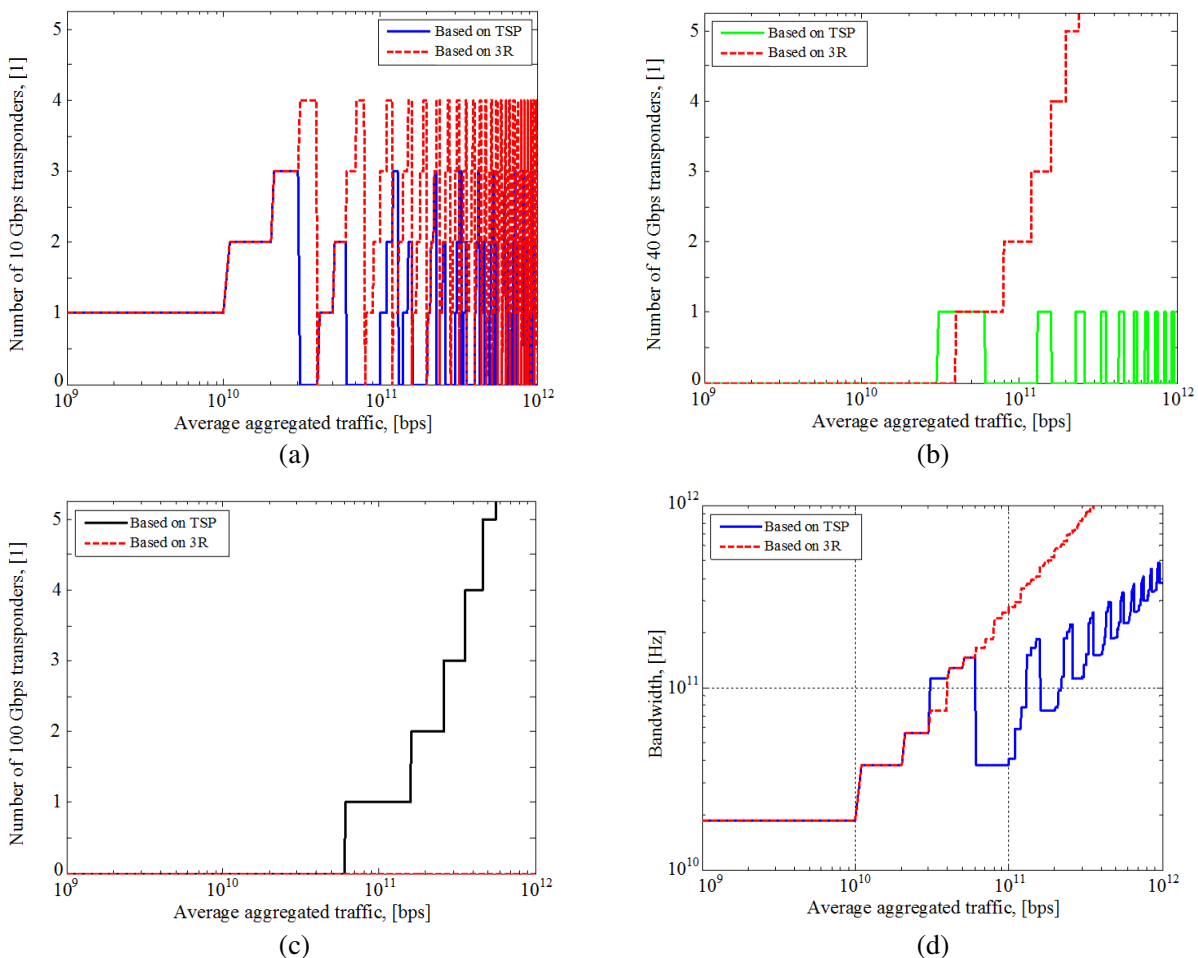 Based on TSP
Based on 3R
Number of 10 Gbps transponders, [1]
5
4
3
2
1
0
10^9
10^10
10^11
10^12
Average aggregated traffic, [bps]
(a)
Based on TSP
Based on 3R
Number of 40 Gbps transponders, [1]
5
4
3
2
1
0
10^9
10^10
10^11
10^12
Average aggregated traffic, [bps]
(b)
Based on TSP
Based on 3R
Number of 100 Gbps transponders, [1]
5
4
3
2
1
0
10^9
10^10
10^11
10^12
Average aggregated traffic, [bps]
(c)
Based on TSP
Based on 3R
Bandwidth, [Hz]
10^12
10^11
10^10
10^9
10^10
10^11
10^12
Average aggregated traffic, [bps]
(d)